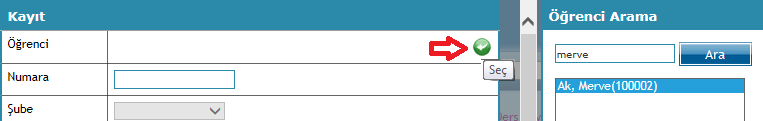 Kayıt
Öğrenci
Seç
Numara
Şube
Öğrenci Arama
merve
Ara
Ak, Merve(100002)